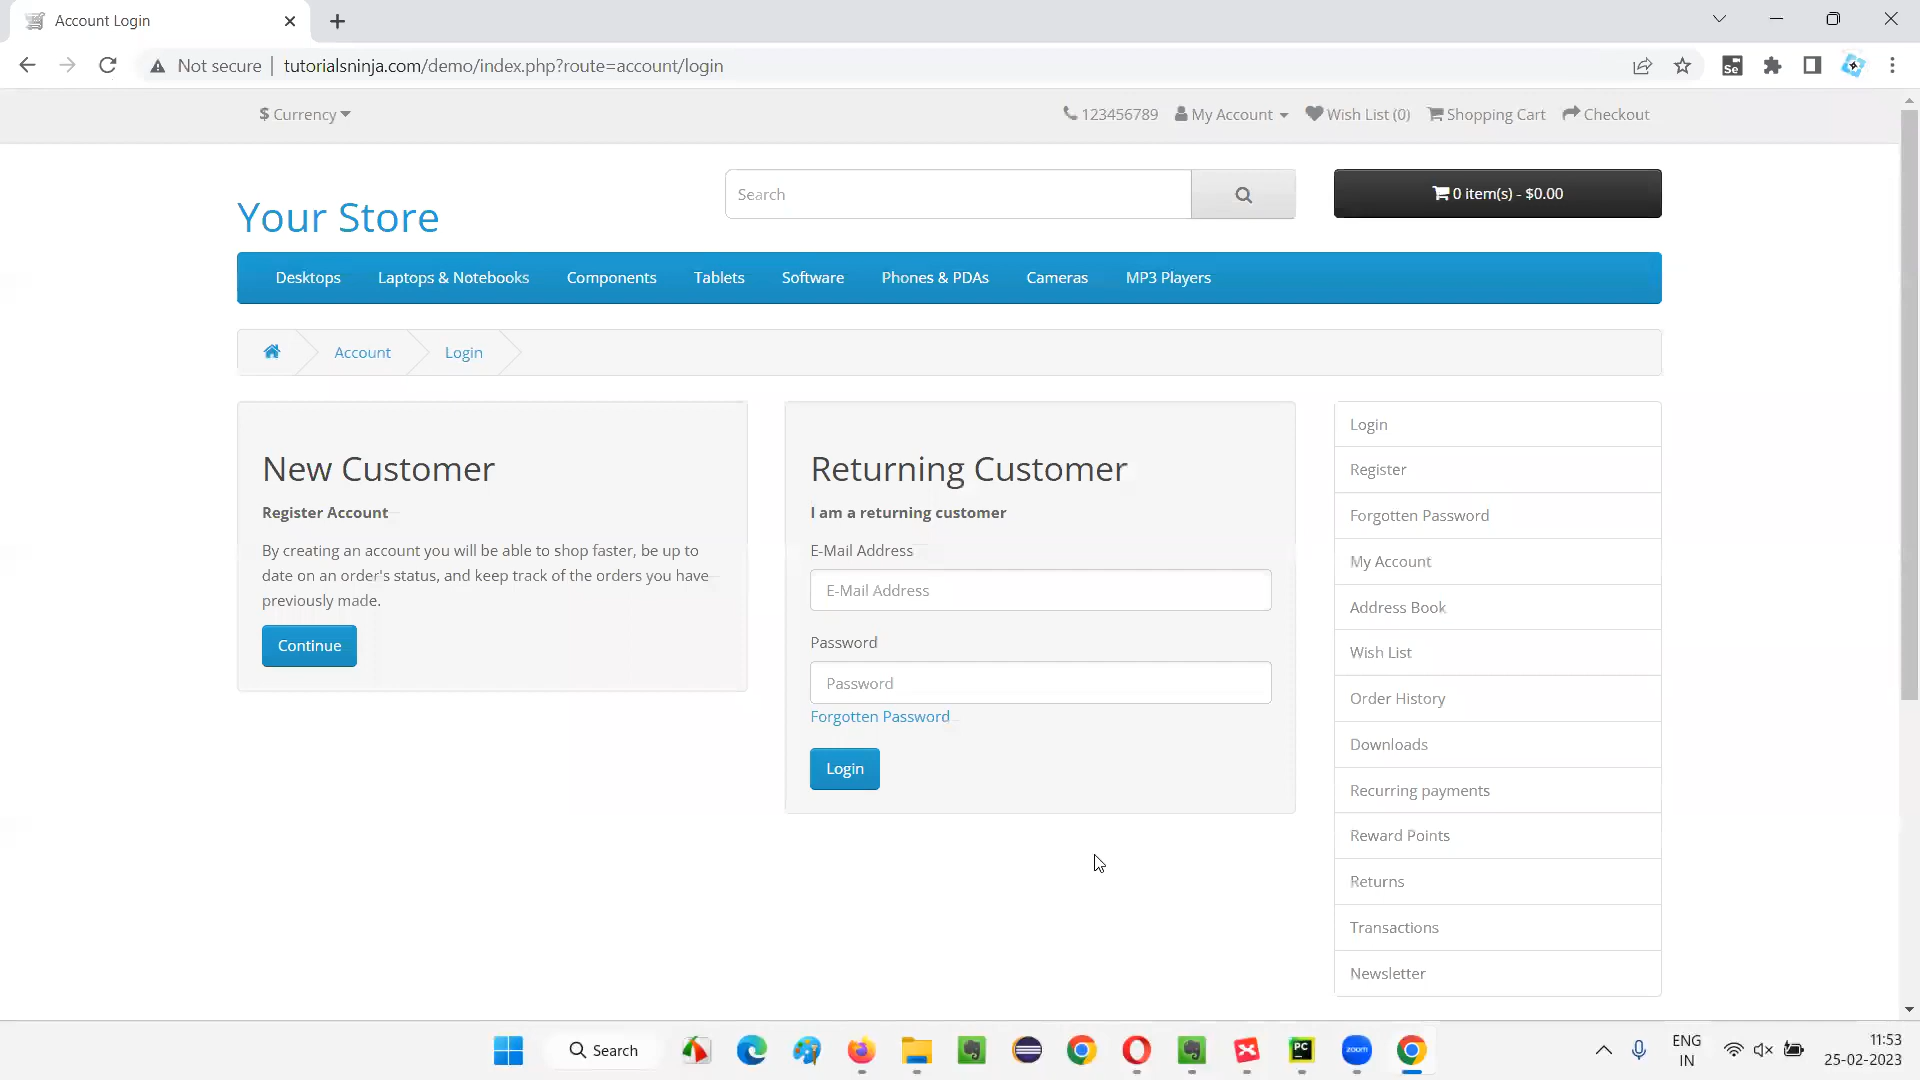 Account Login
Not secure | tutorialsninja.com/demo/index.php?route=account/login
$ Currency
123456789 My Account Wish List (0) Shopping Cart Checkout
Your Store
Search
0 item(s) - $0.00
Desktops Laptops & Notebooks Components Tablets Software Phones & PDAs Cameras MP3 Players
Account Login
New Customer
Register Account
By creating an account you will be able to shop faster, be up to
date on an order's status, and keep track of the orders you have
previously made.
Continue
Returning Customer
I am a returning customer
E-Mail Address
E-Mail Address
Password
Password
Forgotten Password
Login
Login
Register
Forgotten Password
My Account
Address Book
Wish List
Order History
Downloads
Recurring payments
Reward Points
Returns
Transactions
Newsletter
Se
Search
PC
zoom
ENG
IN
11:53
25-02-2023